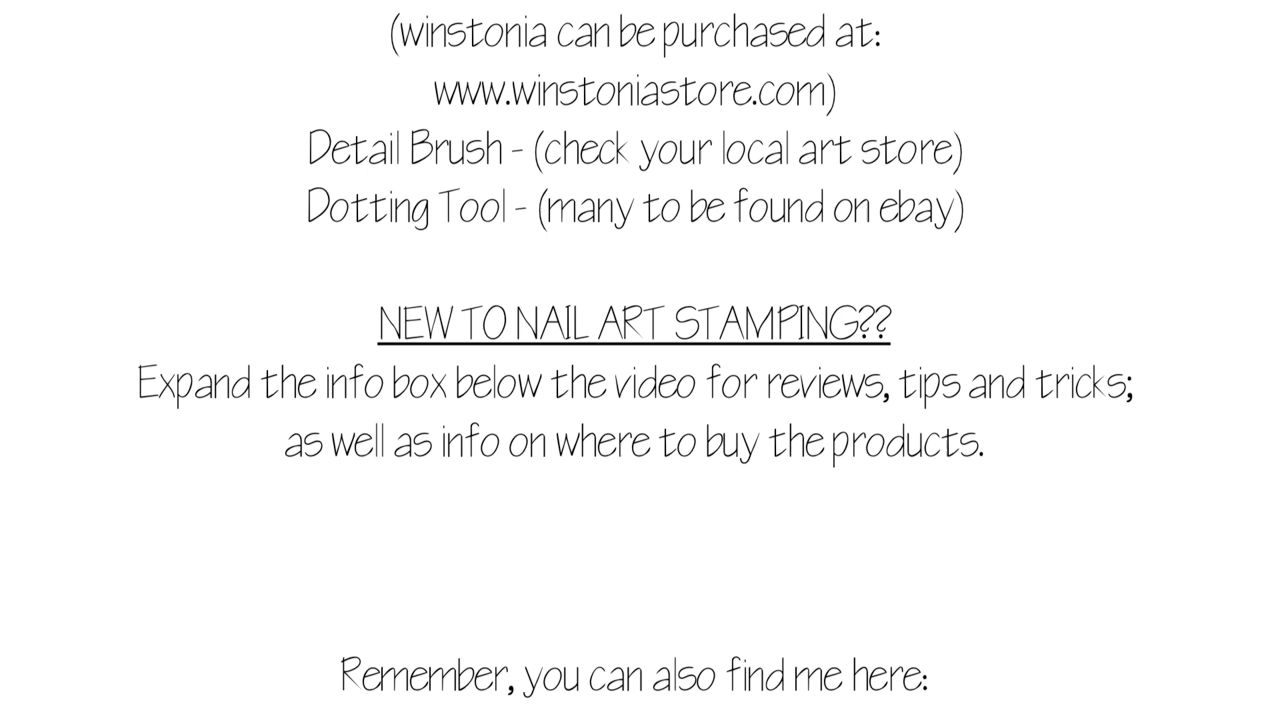 (winstonia can be purchased at:
www.winstoniastore.com)
Detail Brush - (check your local art store)
Dotting Tool - (many to be found on ebay)
NEW TO NAIL ART STAMPING??
Expand the info box below the video for reviews, tips and tricks;
as well as info on where to buy the products.
Remember, you can also find me here: